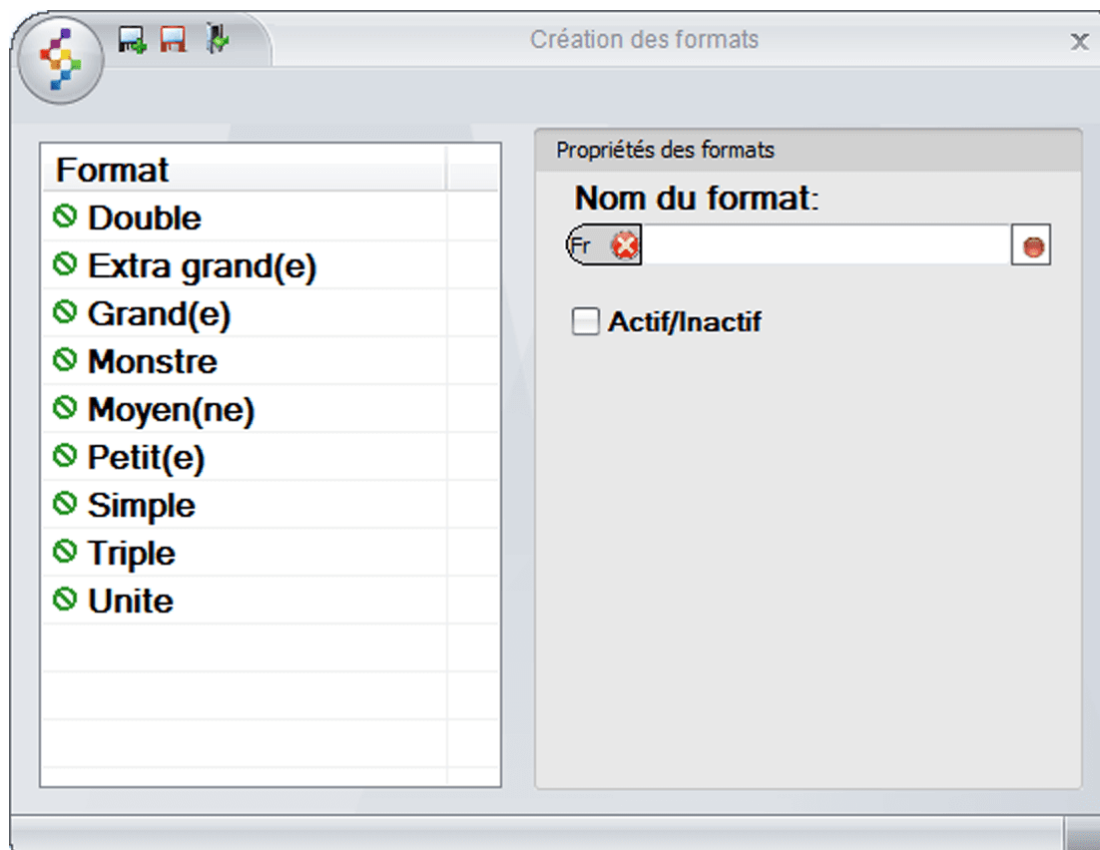 Création des formats
Format
Double
Extra grand(e)
Grand(e)
Monstre
Moyen(ne)
Petit(e)
Simple
Triple
Unite
Propriétés des formats
Nom du format:
Fr
Actif/Inactif